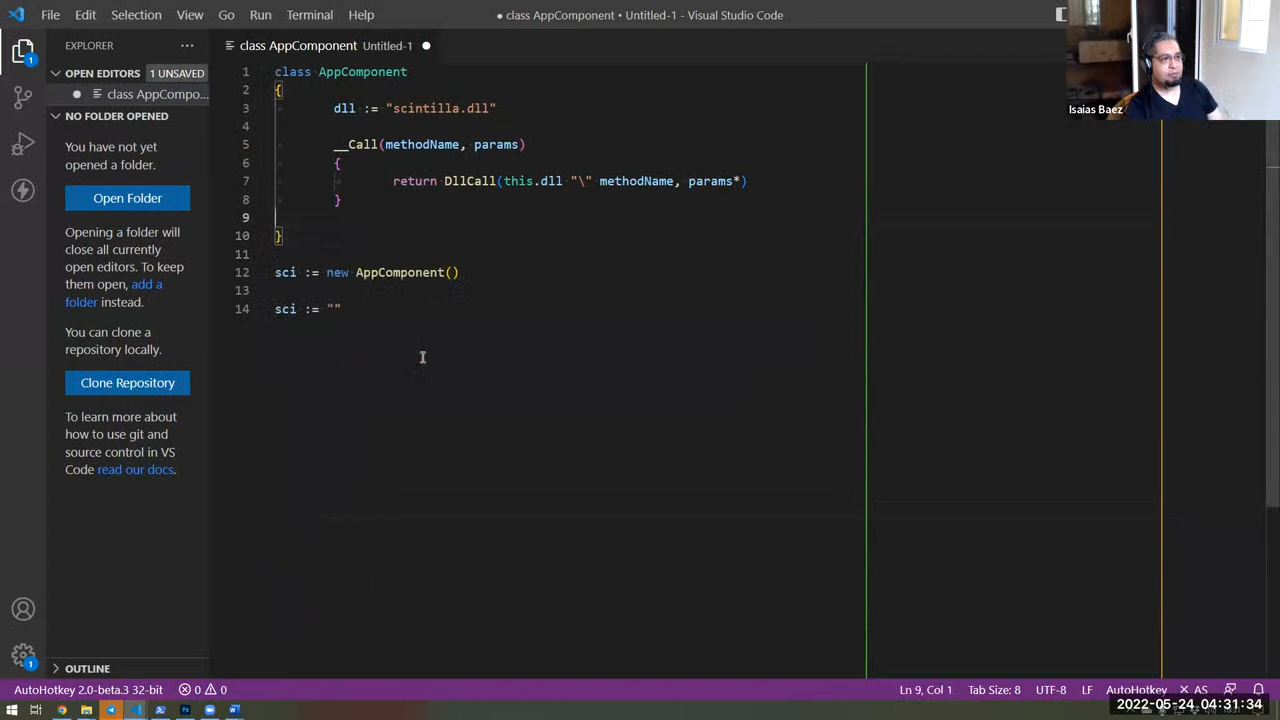 File Edit Selection View Go Run Terminal Help
● class AppComponent • Untitled-1 - Visual Studio Code
Isaias Baez
EXPLORER
OPEN EDITORS 1 UNSAVED
class AppCompo...
NO FOLDER OPENED
You have not yet
opened a folder.
Open Folder
Opening a folder will
close all currently
open editors. To keep
them open, add a
folder instead.
You can clone a
repository locally.
Clone Repository
To learn more about
how to use git and
source control in VS
Code read our docs.
OUTLINE
class AppComponent Untitled-1
1 class AppComponent
2 {
3 dll := "scintilla.dll"
4
5 __Call(methodName, params)
6 {
7 return DllCall(this.dll "\" methodName, params*)
8 }
9
10 }
11
12 sci := new AppComponent()
13
14 sci := ""
1
1
AutoHotkey 2.0-beta.3 32-bit 0 0 Ln 9, Col 1 Tab Size: 8 UTF-8 LF AutoHotkey AS
2022-05-24 04:31:34